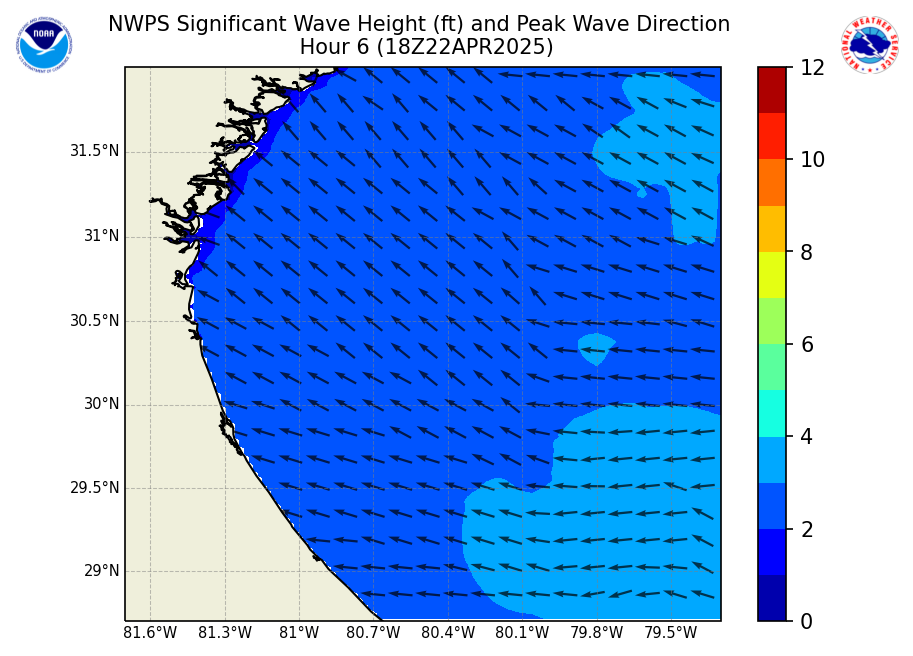 NWPS Significant Wave Height (ft) and Peak Wave Direction
Hour 6 (18Z22APR2025)
NOAA
NATIONAL WEATHER SERVICE
31.5°N
31°N
30.5°N
30°N
29.5°N
29°N
81.6°W 81.3°W 81°W 80.7°W 80.4°W 80.1°W 79.8°W 79.5°W
12
10
8
6
4
2
0